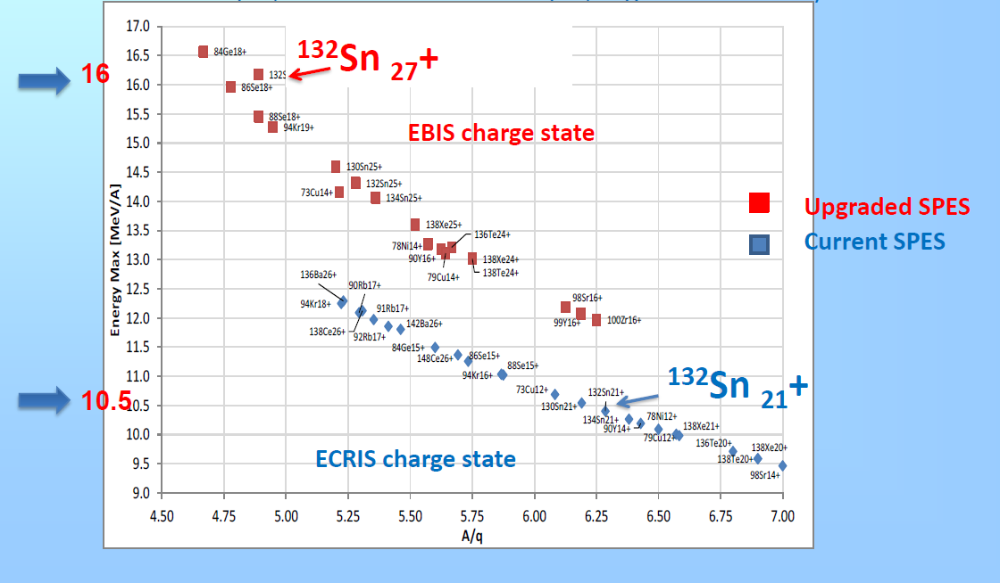 17.0
16.5
16.0
15.5
15.0
14.5
14.0
13.5
13.0
12.5
12.0
11.5
11.0
10.5
10.0
9.5
9.0
Energy Max [MeV/A]
16
10.5
84Ge18+
132S
132Sn 27+
86Se18+
88Se18+
94Kr19+
EBIS charge state
130Sn25+
132Sn25+
73Cu14+
134Sn25+
138Xe25+
136Te24+
78Ni14+
90Y16+
138Xe24+
138Te24+
79Cu14+
136Ba26+
90Rb17+
94Kr18+
91Rb17+
138Ce26+
92Rb17+
142Ba26+
98Sr16+
99Y16+
100Zr16+
84Ge15+
148Ce26+
86Se15+
88Se15+
94Kr16+
73Cu12+
132Sn21+
132Sn 21+
130Sn21+
134Sn21+
90Y14+
78Ni12+
79Cu12+
138Xe21+
136Te20+
138Xe20+
138Te20+
98Sr14+
ECRIS charge state
4.50 4.75 5.00 5.25 5.50 5.75 6.00 6.25 6.50 6.75 7.00
A/q
Upgraded SPES
Current SPES